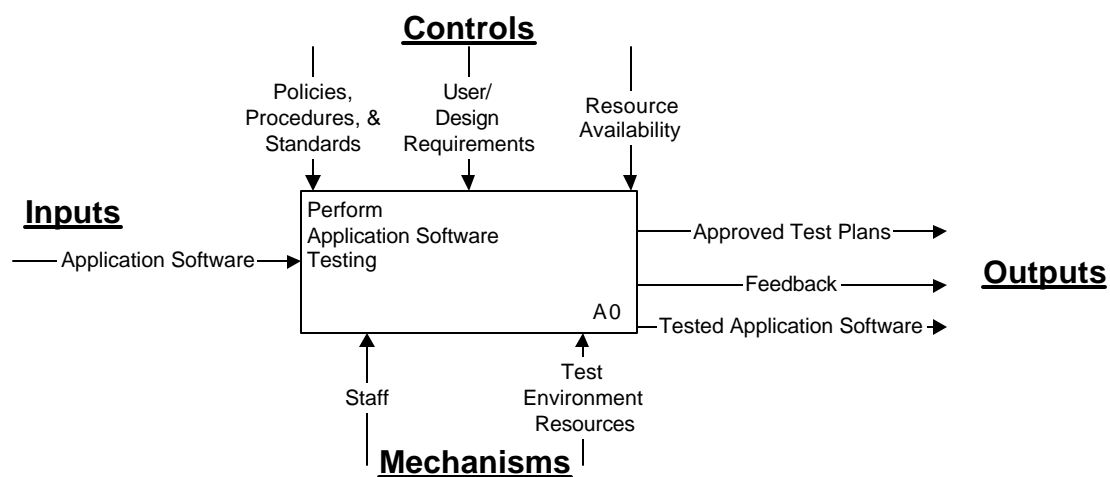 Controls
Policies,
Procedures, &
Standards
User/
Design
Requirements
Resource
Availability
Inputs
Application Software
Perform
Application Software
Testing
A0
Approved Test Plans
Feedback
Tested Application Software
Outputs
Staff
Test
Environment
Resources
Mechanisms